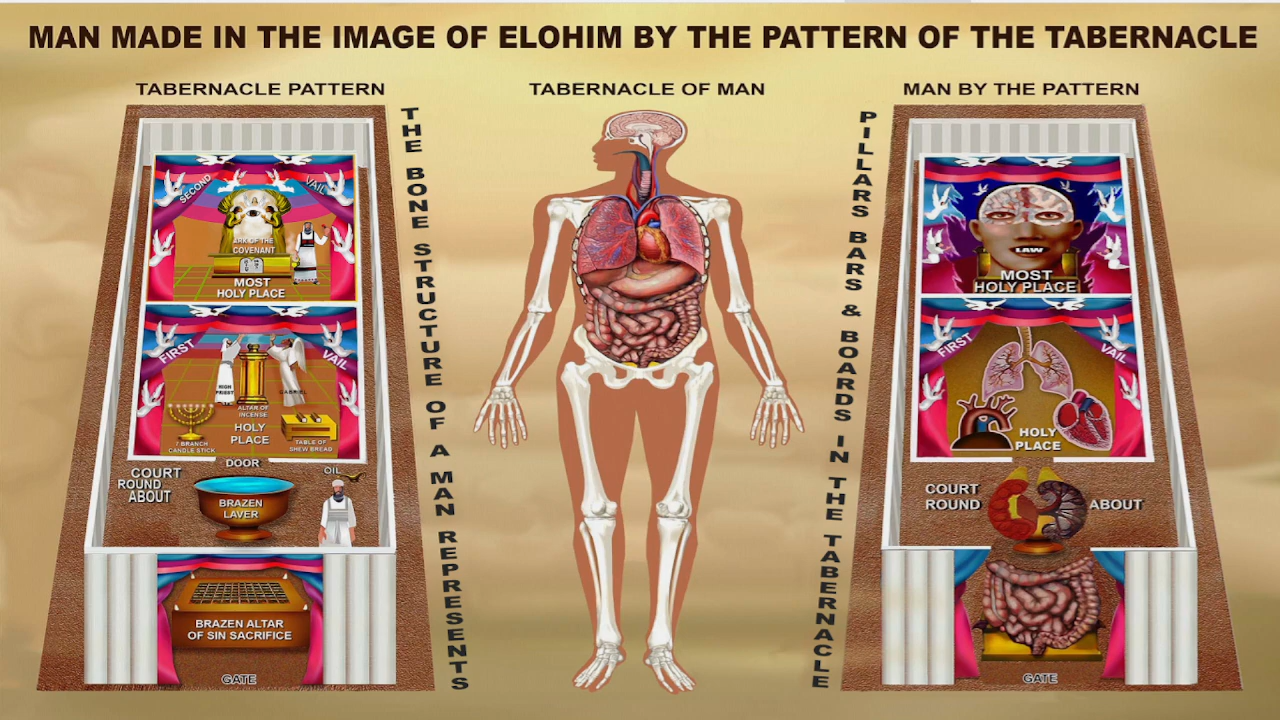 MAN MADE IN THE IMAGE OF ELOHIM BY THE PATTERN OF THE TABERNACLE
TABERNACLE PATTERN
SECOND VAIL
ARK OF THE
COVENANT
MOST
HOLY PLACE
FIRST VAIL
HIGH
PRIEST
GABRIEL
ALTAR OF
INCENSE
7 BRANCH
CANDLE STICK
HOLY
PLACE
TABLE OF
SHEW BREAD
DOOR
COURT
ROUND
ABOUT
OIL
BRAZEN
LAVER
BRAZEN ALTAR
OF SIN SACRIFICE
GATE
THE BONE STRUCTURE OF A MAN REPRESENTS
TABERNACLE OF MAN
PILLARS BARS & BOARDS IN THE TABERNACLE
MAN BY THE PATTERN
LAW
MOST
HOLY PLACE
FIRST VAIL
HOLY
PLACE
COURT
ROUND
ABOUT
GATE